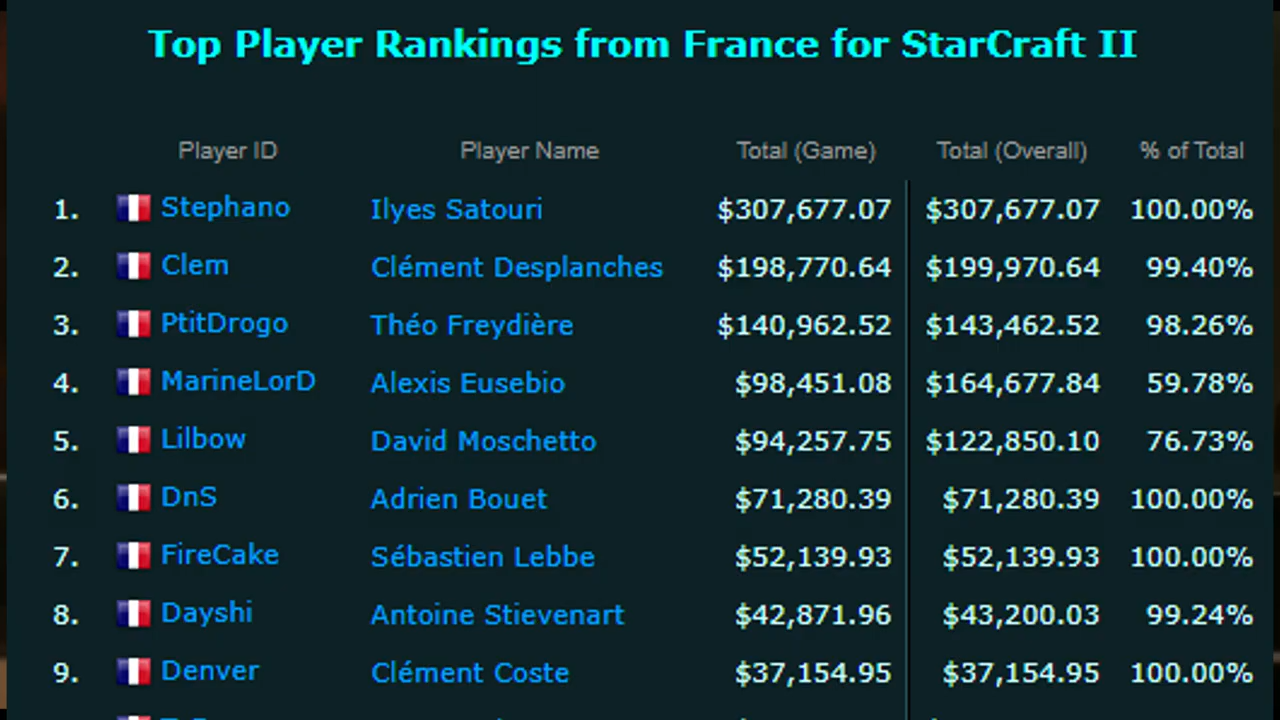 Top Player Rankings from France for StarCraft II
Player ID Player Name Total (Game) Total (Overall) % of Total
1. Stephano Ilyes Satouri $307,677.07 $307,677.07 100.00%
2. Clem Clément Desplanches $198,770.64 $199,970.64 99.40%
3. PtitDrogo Théo Freydière $140,962.52 $143,462.52 98.26%
4. MarineLorD Alexis Eusebio $98,451.08 $164,677.84 59.78%
5. Lilbow David Moschetto $94,257.75 $122,850.10 76.73%
6. DnS Adrien Bouet $71,280.39 $71,280.39 100.00%
7. FireCake Sébastien Lebbe $52,139.93 $52,139.93 100.00%
8. Dayshi Antoine Stievenart $42,871.96 $43,200.03 99.24%
9. Denver Clément Coste $37,154.95 $37,154.95 100.00%